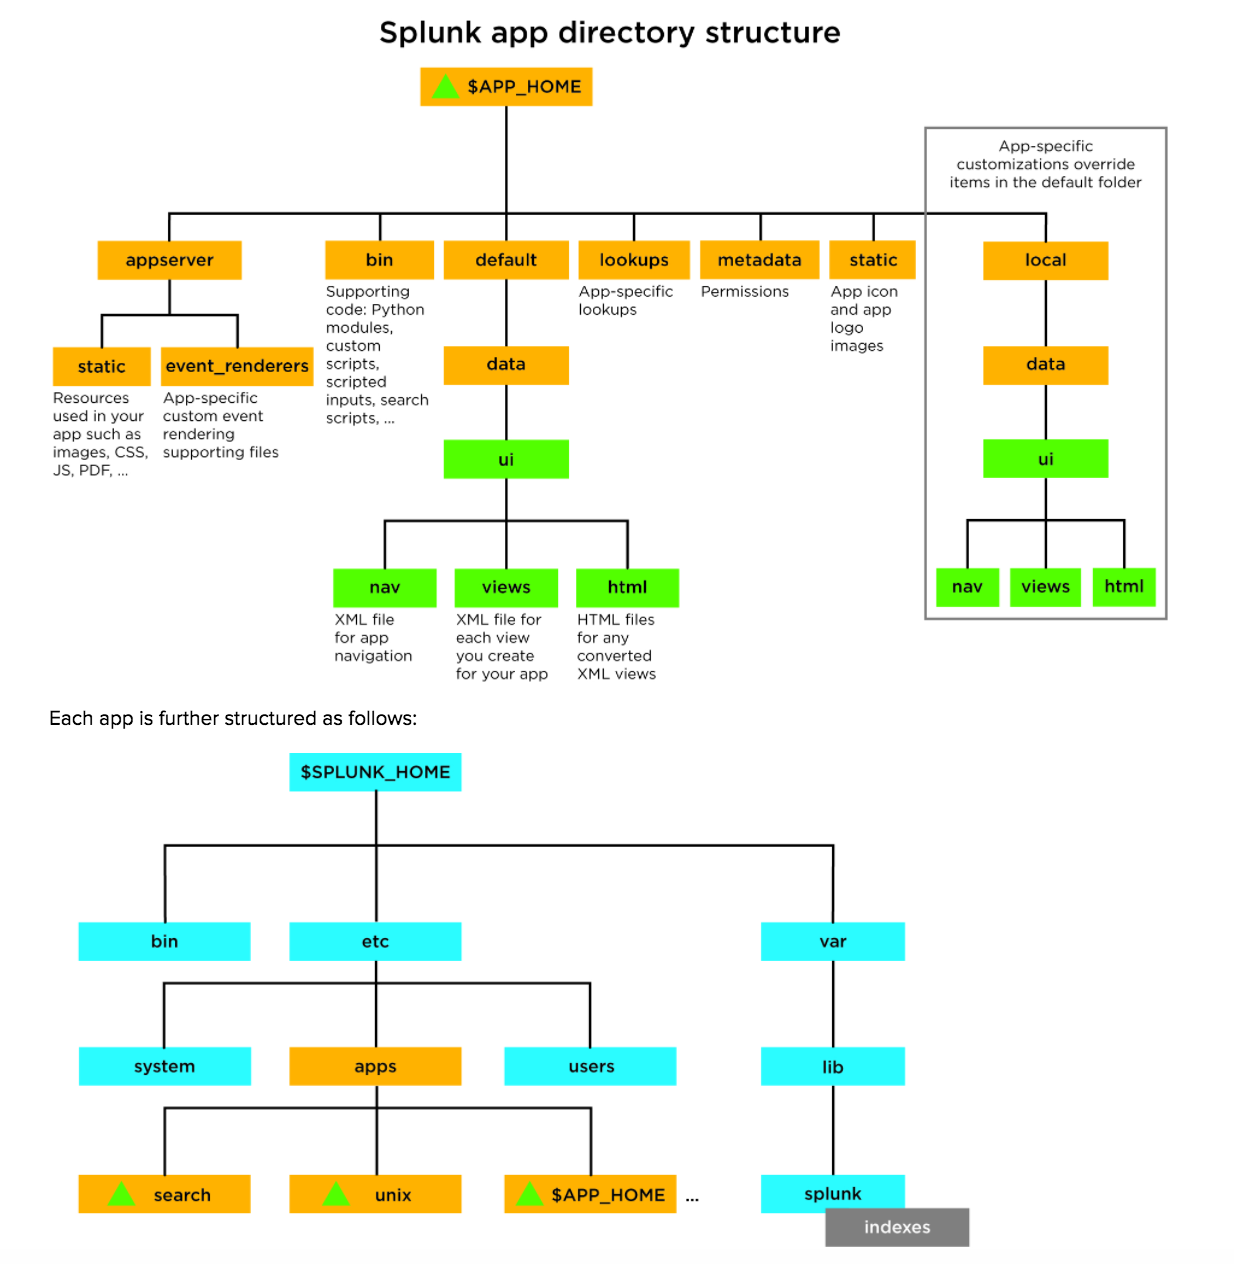 Splunk app directory structure
$APP_HOME
App-specific
customizations override
items in the default folder
appserver
bin
default
lookups
metadata
static
local
Supporting
code: Python
modules,
custom
scripts,
scripted
inputs, search
scripts, ...
App-specific
lookups
Permissions
App icon
and app
logo
images
static
event_renderers
data
data
Resources
used in your
app such as
images, CSS,
JS, PDF, ...
App-specific
custom event
rendering
supporting files
ui
ui
nav
views
html
nav
views
html
XML file
for app
navigation
XML file for
each view
you create
for your app
HTML files
for any
converted
XML views
Each app is further structured as follows:
$SPLUNK_HOME
bin
etc
var
system
apps
users
lib
search
unix
$APP_HOME
...
splunk
indexes